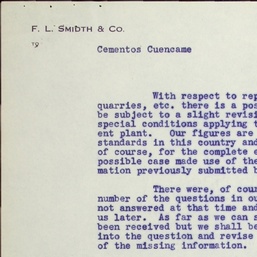 F. L. SMIDTH & CO.
19
Cementos Cuencame
With respect to rep
quarries, etc. there is a pos
be subject to a slight revisi
special conditions applying t
ent plant. Our figures are
standards in this country and
of course, for the complete e
possible case made use of the
mation previously submitted b
There were, of cour
number of the questions in ou
not answered at that time and
us later. As far as we can s
been received but we shall be
into the question and revise
of the missing information.